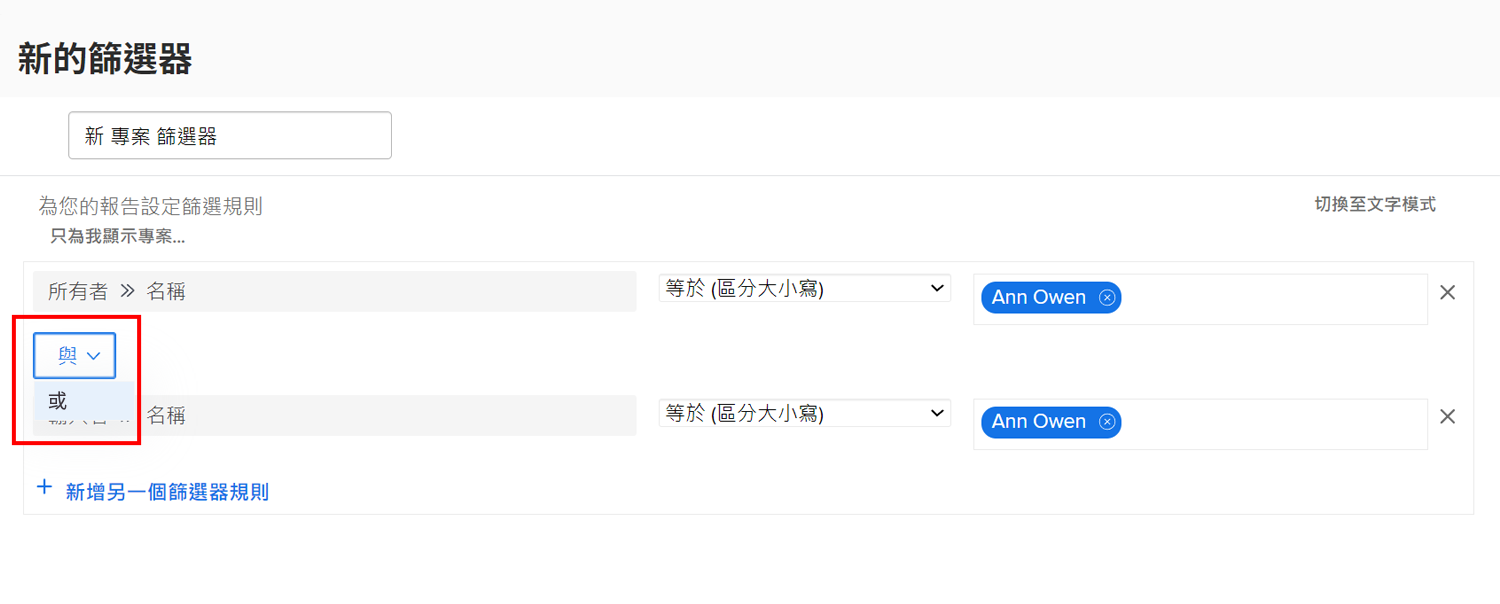 新的篩選器
新 專案 篩選器
為您的報告設定篩選規則
切換至文字模式
只為我顯示專案...
所有者 » 名稱
等於 (區分大小寫)
Ann Owen
與
或
名稱
等於 (區分大小寫)
Ann Owen
+ 新增另一個篩選器規則